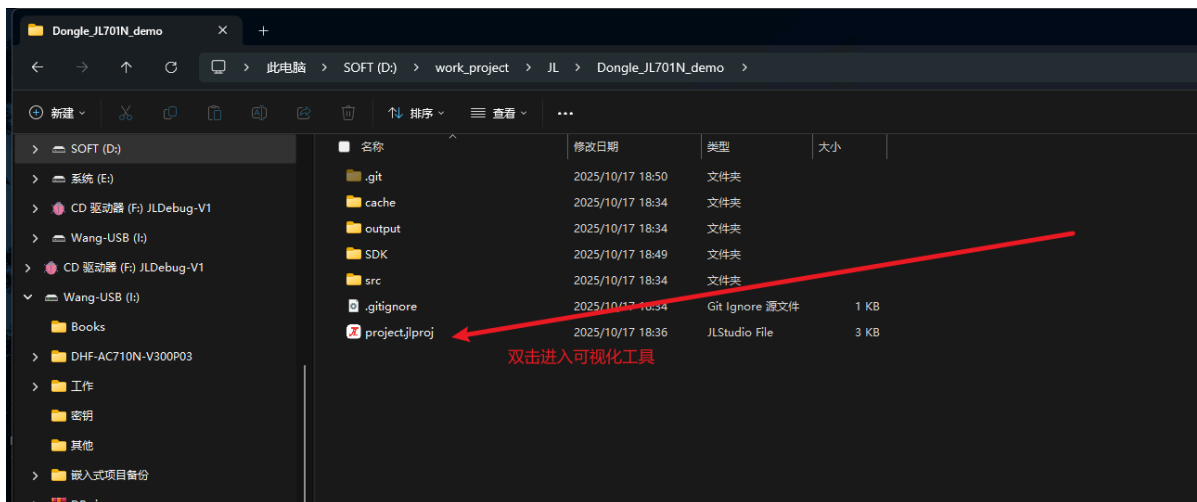 Dongle_JL701N_demo
此电脑 > SOFT (D:) > work_project > JL > Dongle_JL701N_demo >
新建 排序 查看
名称 修改日期 类型 大小
.git 2025/10/17 18:50 文件夹
cache 2025/10/17 18:34 文件夹
output 2025/10/17 18:34 文件夹
SDK 2025/10/17 18:49 文件夹
src 2025/10/17 18:34 文件夹
.gitignore 2025/10/17 18:34 Git Ignore 源文件 1 KB
project.jlproj 2025/10/17 18:36 JLStudio File 3 KB
双击进入可视化工具
SOFT (D:)
系统 (E:)
CD 驱动器 (F:) JLDebug-V1
Wang-USB (I:)
CD 驱动器 (F:) JLDebug-V1
Wang-USB (I:)
Books
DHF-AC710N-V300P03
工作
密钥
其他
嵌入式项目备份